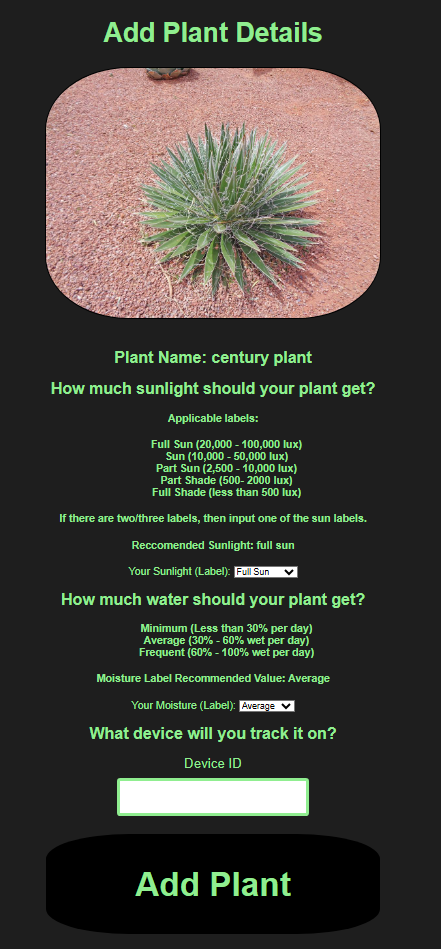 Add Plant Details
Plant Name: century plant
How much sunlight should your plant get?
Applicable labels:
Full Sun (20,000 - 100,000 lux)
Sun (10,000 - 50,000 lux)
Part Sun (2,500 - 10,000 lux)
Part Shade (500- 2000 lux)
Full Shade (less than 500 lux)
If there are two/three labels, then input one of the sun labels.
Reccomended Sunlight: full sun
Your Sunlight (Label): Full Sun
How much water should your plant get?
Minimum (Less than 30% per day)
Average (30% - 60% wet per day)
Frequent (60% - 100% wet per day)
Moisture Label Recommended Value: Average
Your Moisture (Label): Average
What device will you track it on?
Device ID
Add Plant